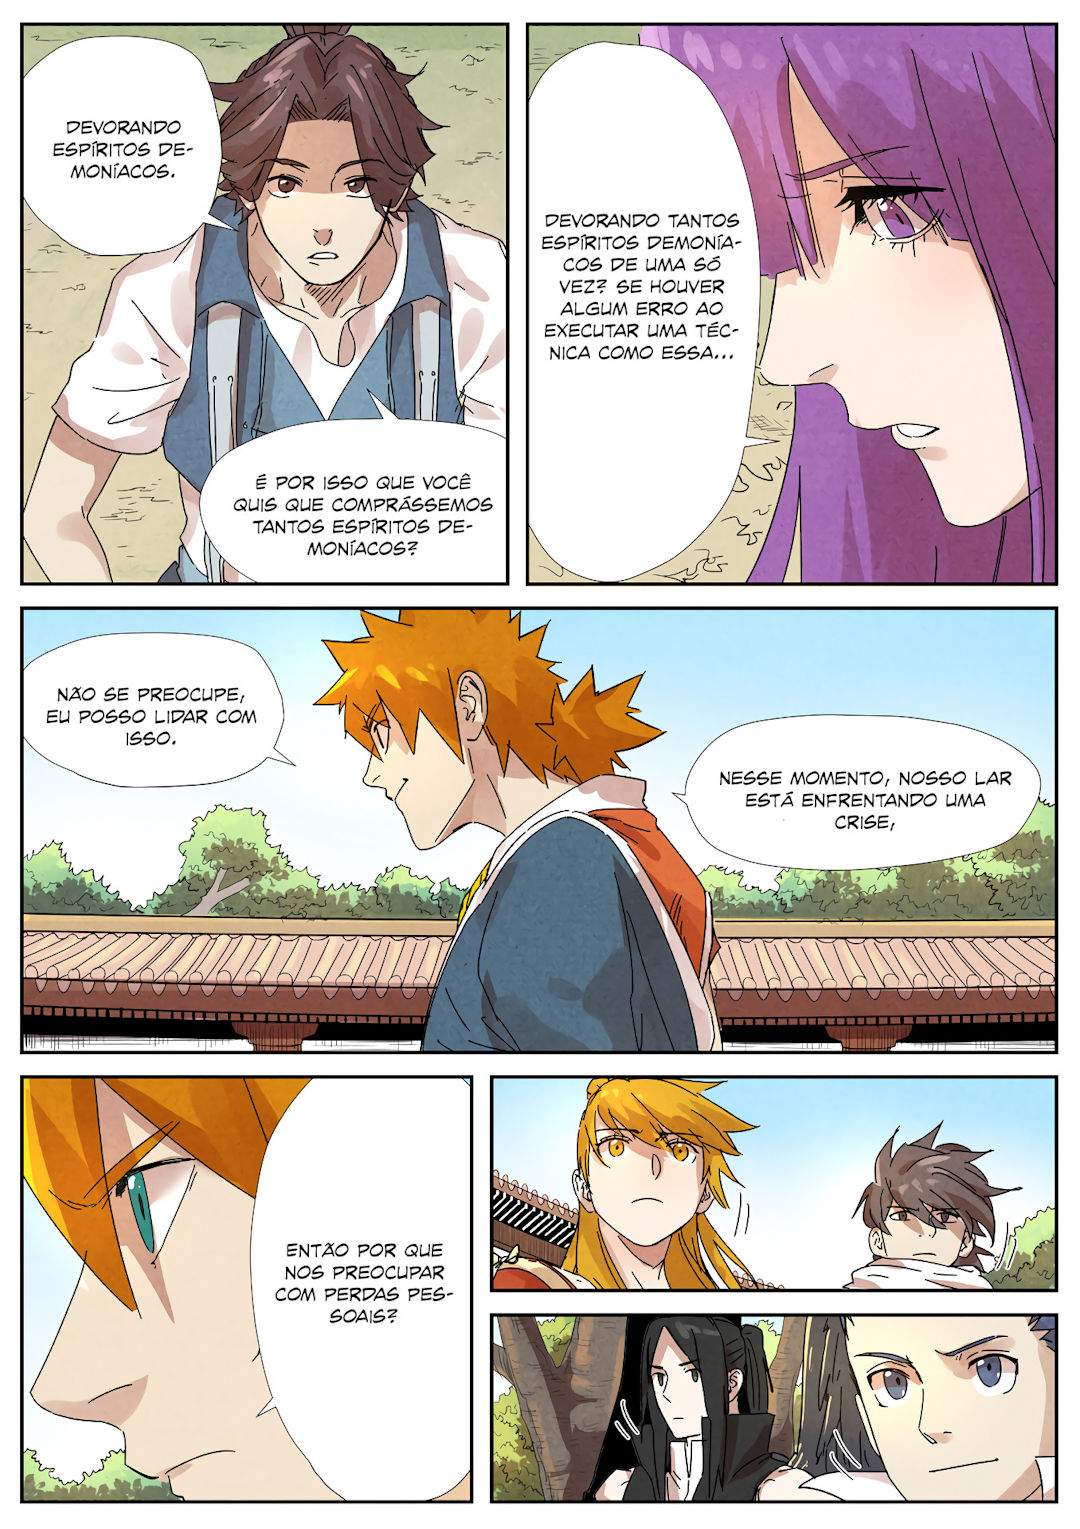 DEVORANDO
ESPÍRITOS DE-
MONÍACOS.
É POR ISSO QUE VOCÊ
QUIS QUE COMPRÁSSEMOS
TANTOS ESPÍRITOS DE-
MONÍACOS?
DEVORANDO TANTOS
ESPÍRITOS DEMONÍA-
COS DE UMA SÓ
VEZ? SE HOUVER
ALGUM ERRO AO
EXECUTAR UMA TÉC-
NICA COMO ESSA...
NÃO SE PREOCUPE,
EU POSSO LIDAR COM
ISSO.
NESSE MOMENTO, NOSSO LAR
ESTÁ ENFRENTANDO UMA
CRISE,
ENTÃO POR QUE
NOS PREOCUPAR
COM PERDAS PES-
SOAIS?